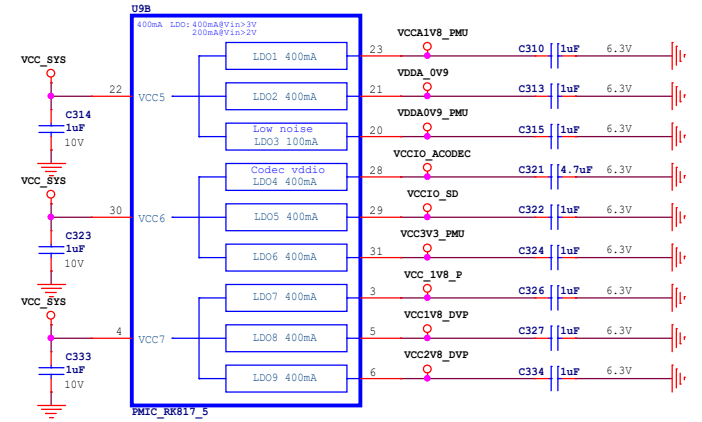 U9B
400mA LDO: 400mA@Vin>3V
200mA@Vin>2V
VCC_SYS
22
VCC5
C314
1uF
10V
VCC_SYS
30
VCC6
C323
1uF
10V
VCC_SYS
4
VCC7
C333
1uF
10V
LDO1 400mA
23
VCCA1V8_PMU
C310
1uF
6.3V
LDO2 400mA
21
VDDA_0V9
C313
1uF
6.3V
Low noise
LDO3 100mA
20
VDDA0V9_PMU
C315
1uF
6.3V
Codec vddio
LDO4 400mA
28
VCCIO_ACODEC
C321
4.7uF
6.3V
LDO5 400mA
29
VCCIO_SD
C322
1uF
6.3V
LDO6 400mA
31
VCC3V3_PMU
C324
1uF
6.3V
LDO7 400mA
3
VCC_1V8_P
C326
1uF
6.3V
LDO8 400mA
5
VCC1V8_DVP
C327
1uF
6.3V
LDO9 400mA
6
VCC2V8_DVP
C334
1uF
6.3V
PMIC_RK817_5